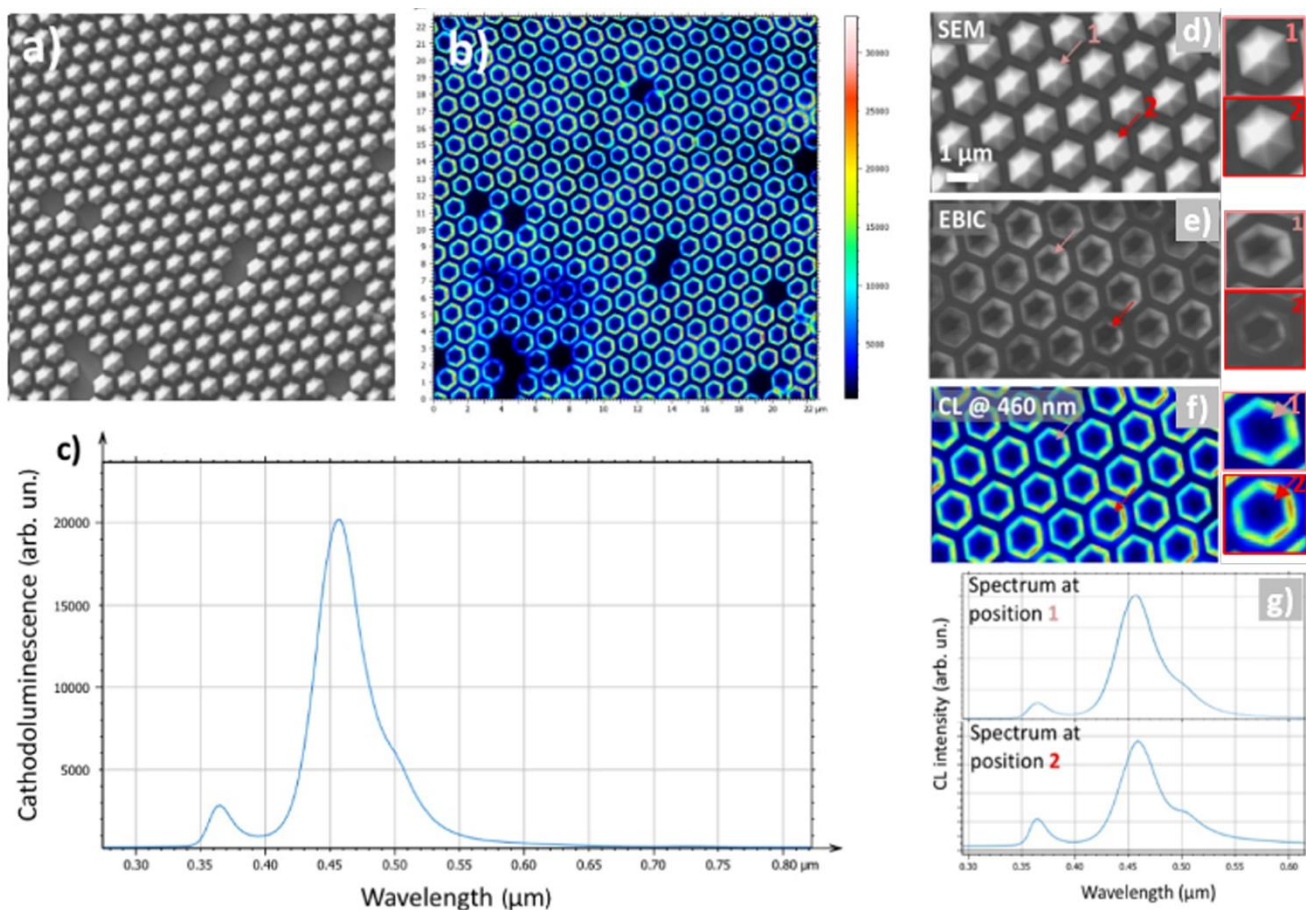 a)
b)
22
21
20
19
18
17
16
15
14
13
12
11
10
9
8
7
6
5
4
3
2
1
0
0 2 4 6 8 10 12 14 16 18 20 22 µm
30000
25000
20000
15000
10000
5000
c)
Cathodoluminescence (arb. un.)
20000
15000
10000
5000
0.30 0.35 0.40 0.45 0.50 0.55 0.60 0.65 0.70 0.75 0.80 µm
Wavelength (µm)
SEM
d)
1
2
1 µm
1
2
EBIC
e)
1
2
CL @ 460 nm
f)
1
2
g)
Spectrum at
position 1
Spectrum at
position 2
CL intensity (arb. un.)
0.30 0.35 0.40 0.45 0.50 0.55 0.60
Wavelength (µm)